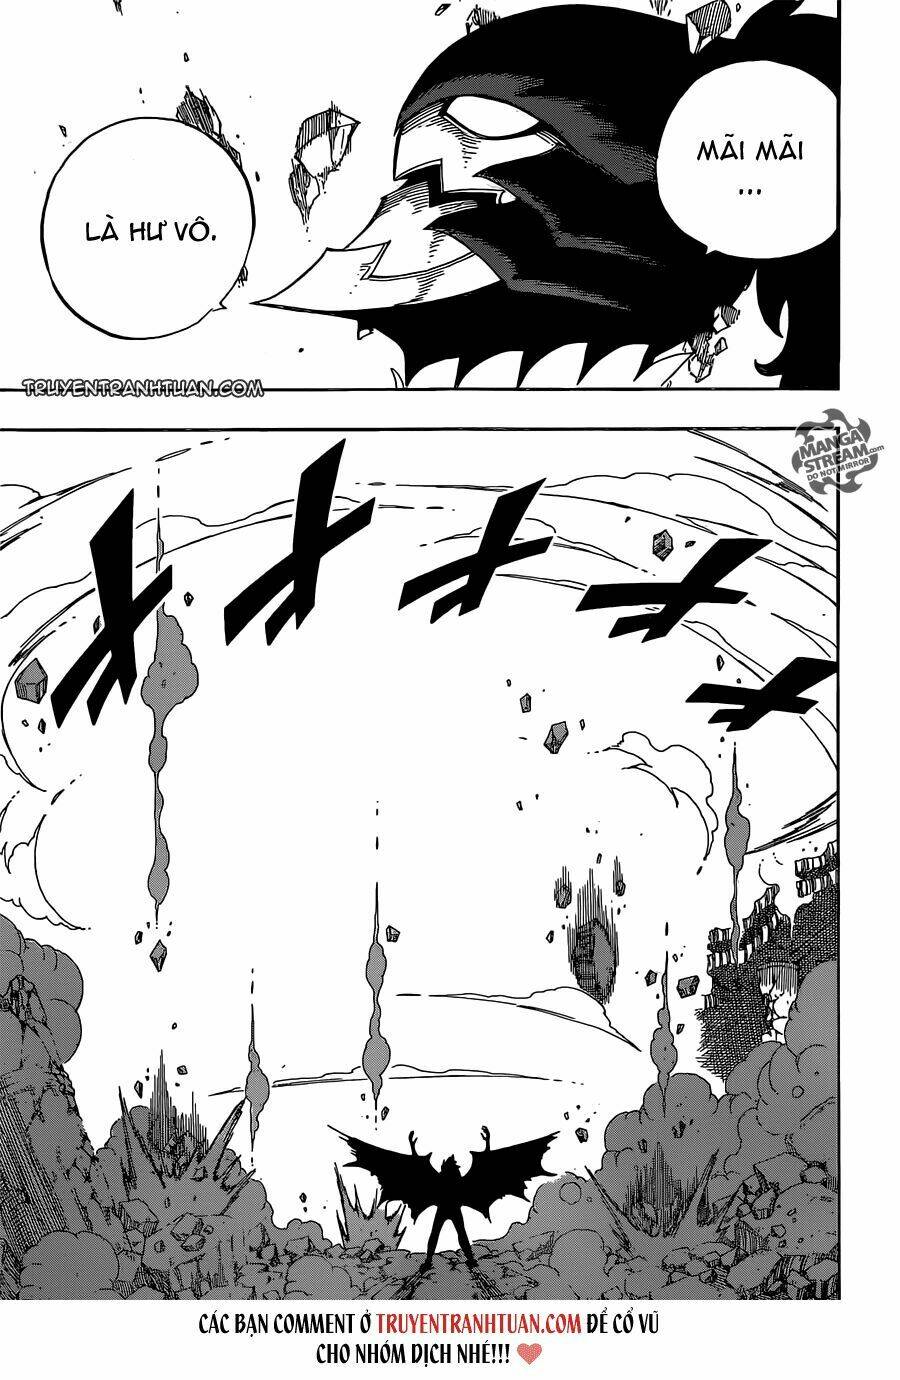 MÃI MÃI
...
LÀ HƯ VÔ.
TRUYENTRANHTUAN.COM
MANGA
STREAM.com
DO NOT MIRROR
CÁC BẠN COMMENT Ở TRUYENTRANHTUAN.COM ĐỂ CỔ VŨ
CHO NHÓM DỊCH NHÉ!!!